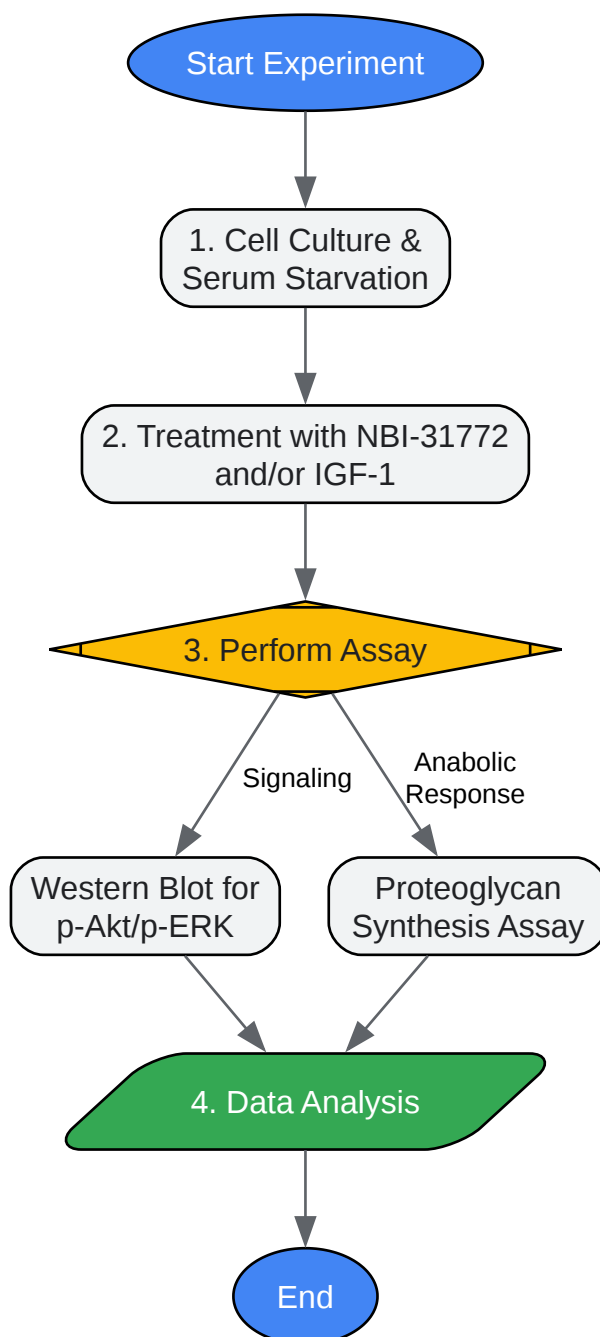 Start Experiment
1. Cell Culture &
Serum Starvation
2. Treatment with NBI-31772
and/or IGF-1
3. Perform Assay
Signaling
Anabolic
Response
Western Blot for
p-Akt/p-ERK
Proteoglycan
Synthesis Assay
4. Data Analysis
End